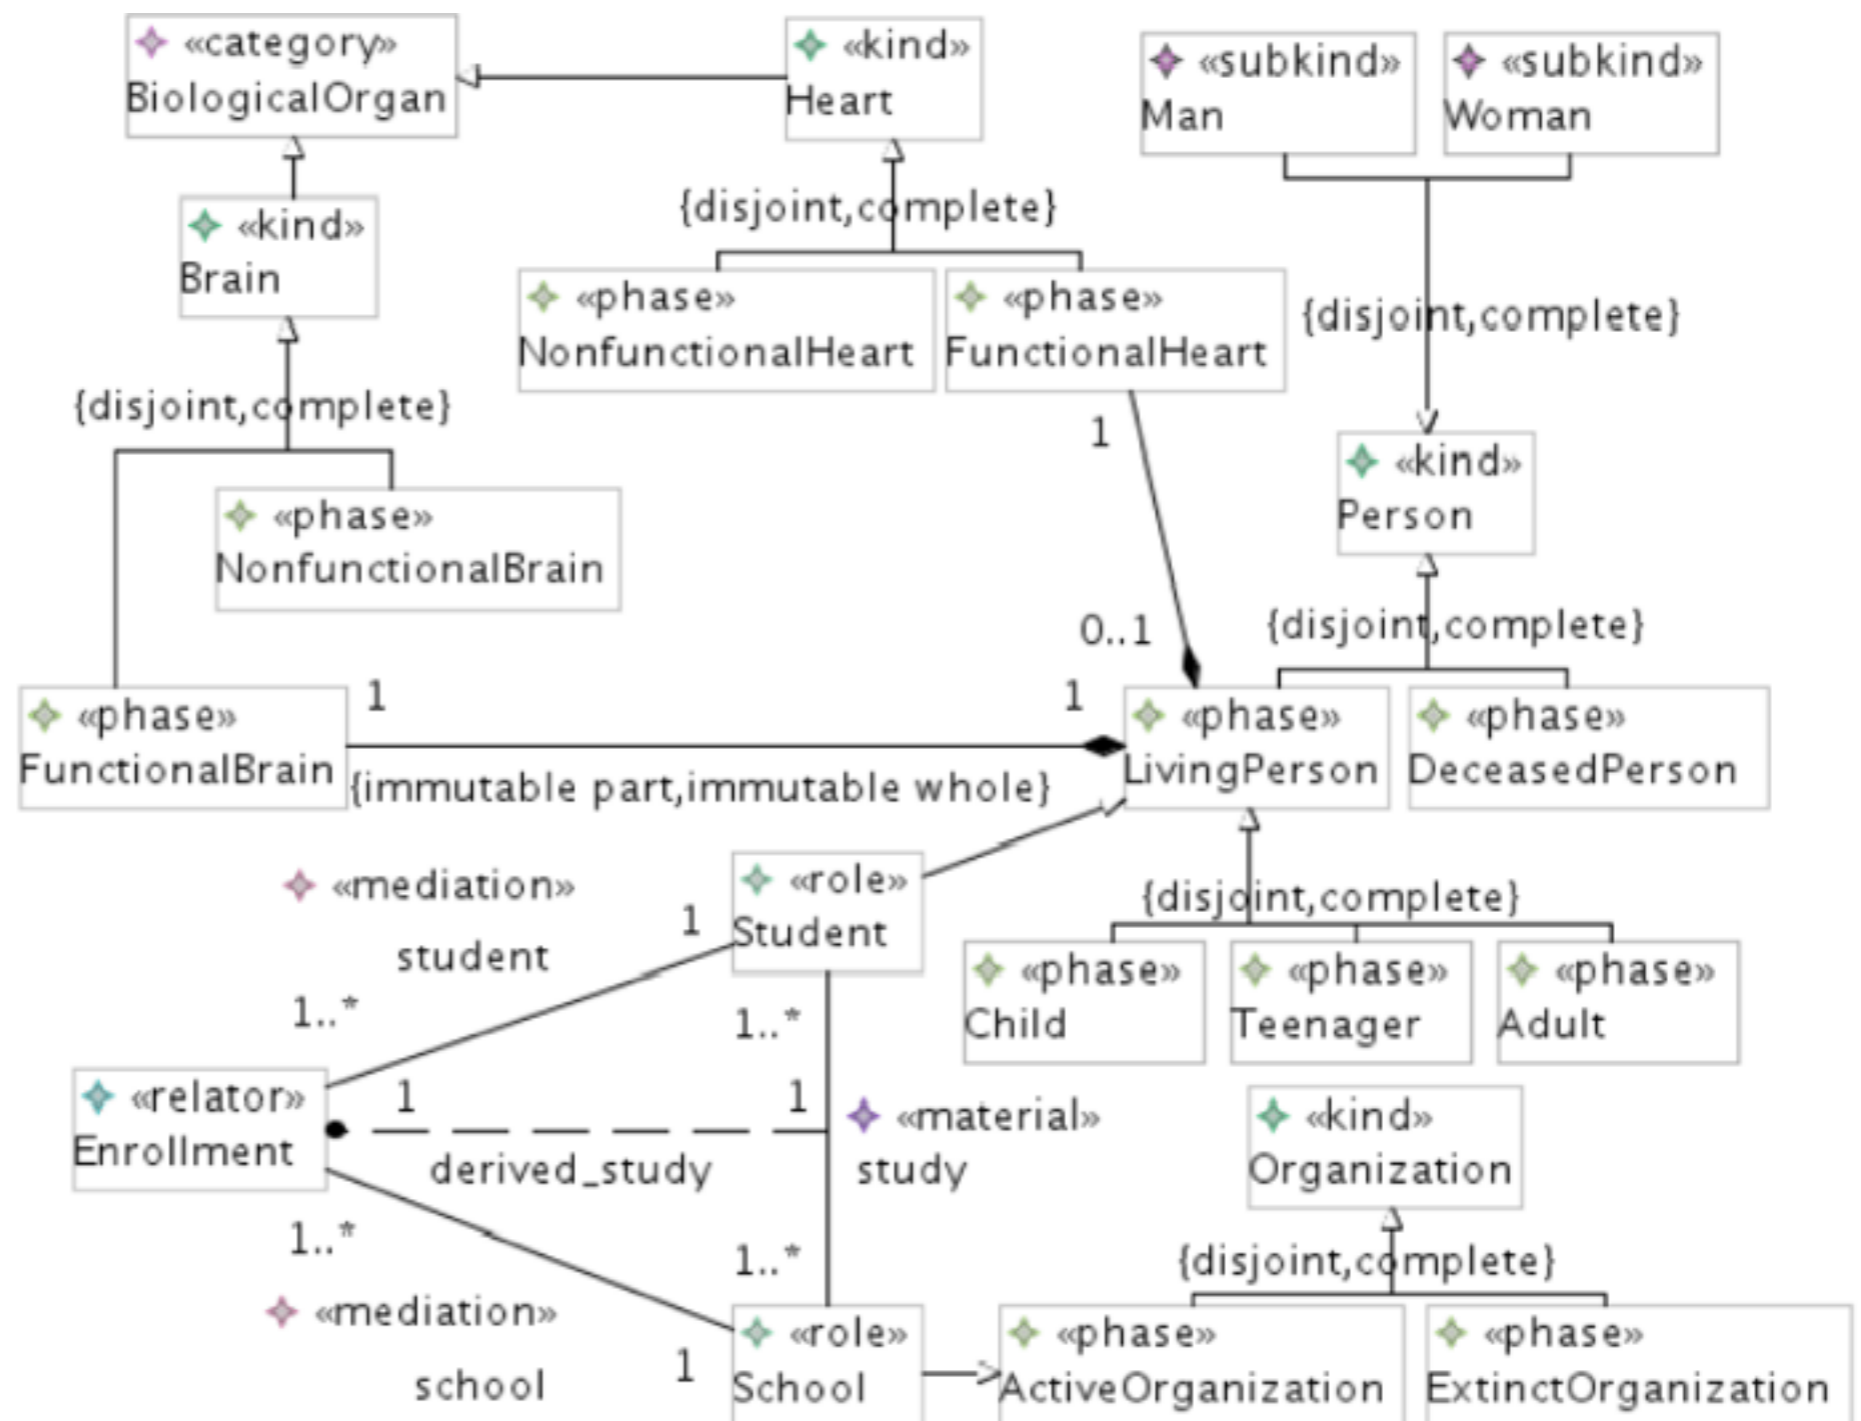 «category»
BiologicalOrgan
«kind»
Heart
«subkind»
Man
«subkind»
Woman
{disjoint,complete}
«kind»
Brain
«phase»
NonfunctionalHeart
«phase»
FunctionalHeart
{disjoint,complete}
{disjoint,complete}
1
«kind»
Person
«phase»
NonfunctionalBrain
0..1
{disjoint,complete}
1
1
«phase»
FunctionalBrain
{immutable part,immutable whole}
«phase»
LivingPerson
«phase»
DeceasedPerson
«mediation»
student
1
«role»
Student
{disjoint,complete}
«phase»
Child
«phase»
Teenager
«phase»
Adult
1..*
1..*
«relator»
Enrollment
1
1
derived_study
«material»
study
«kind»
Organization
1..*
1..*
{disjoint,complete}
«mediation»
school
1
«role»
School
«phase»
ActiveOrganization
«phase»
ExtinctOrganization